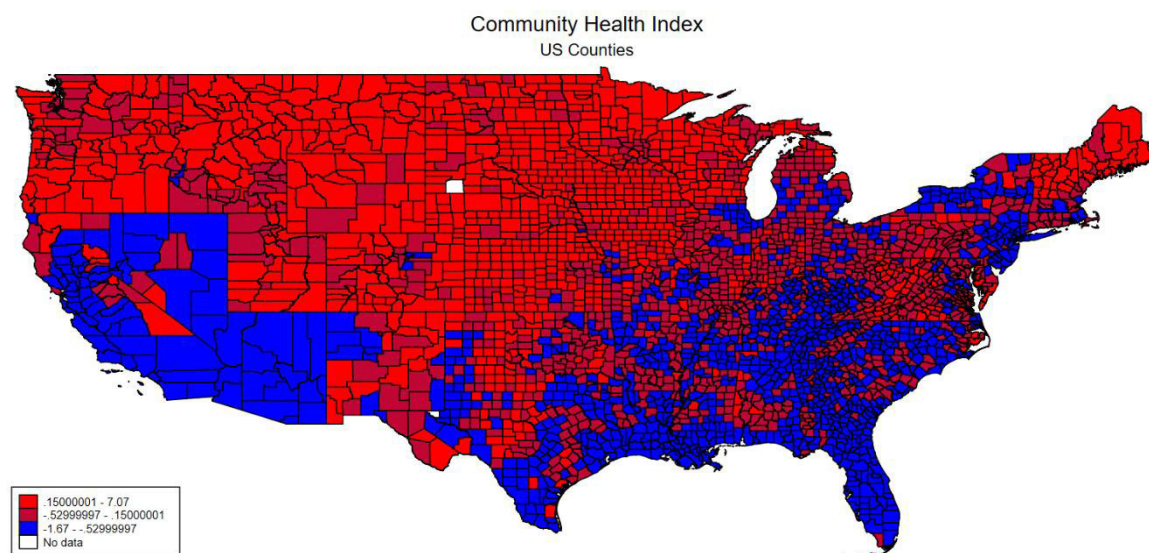 Community Health Index
US Counties
.15000001 - 7.07
-.52999997 - .15000001
-1.67 - -.52999997
No data